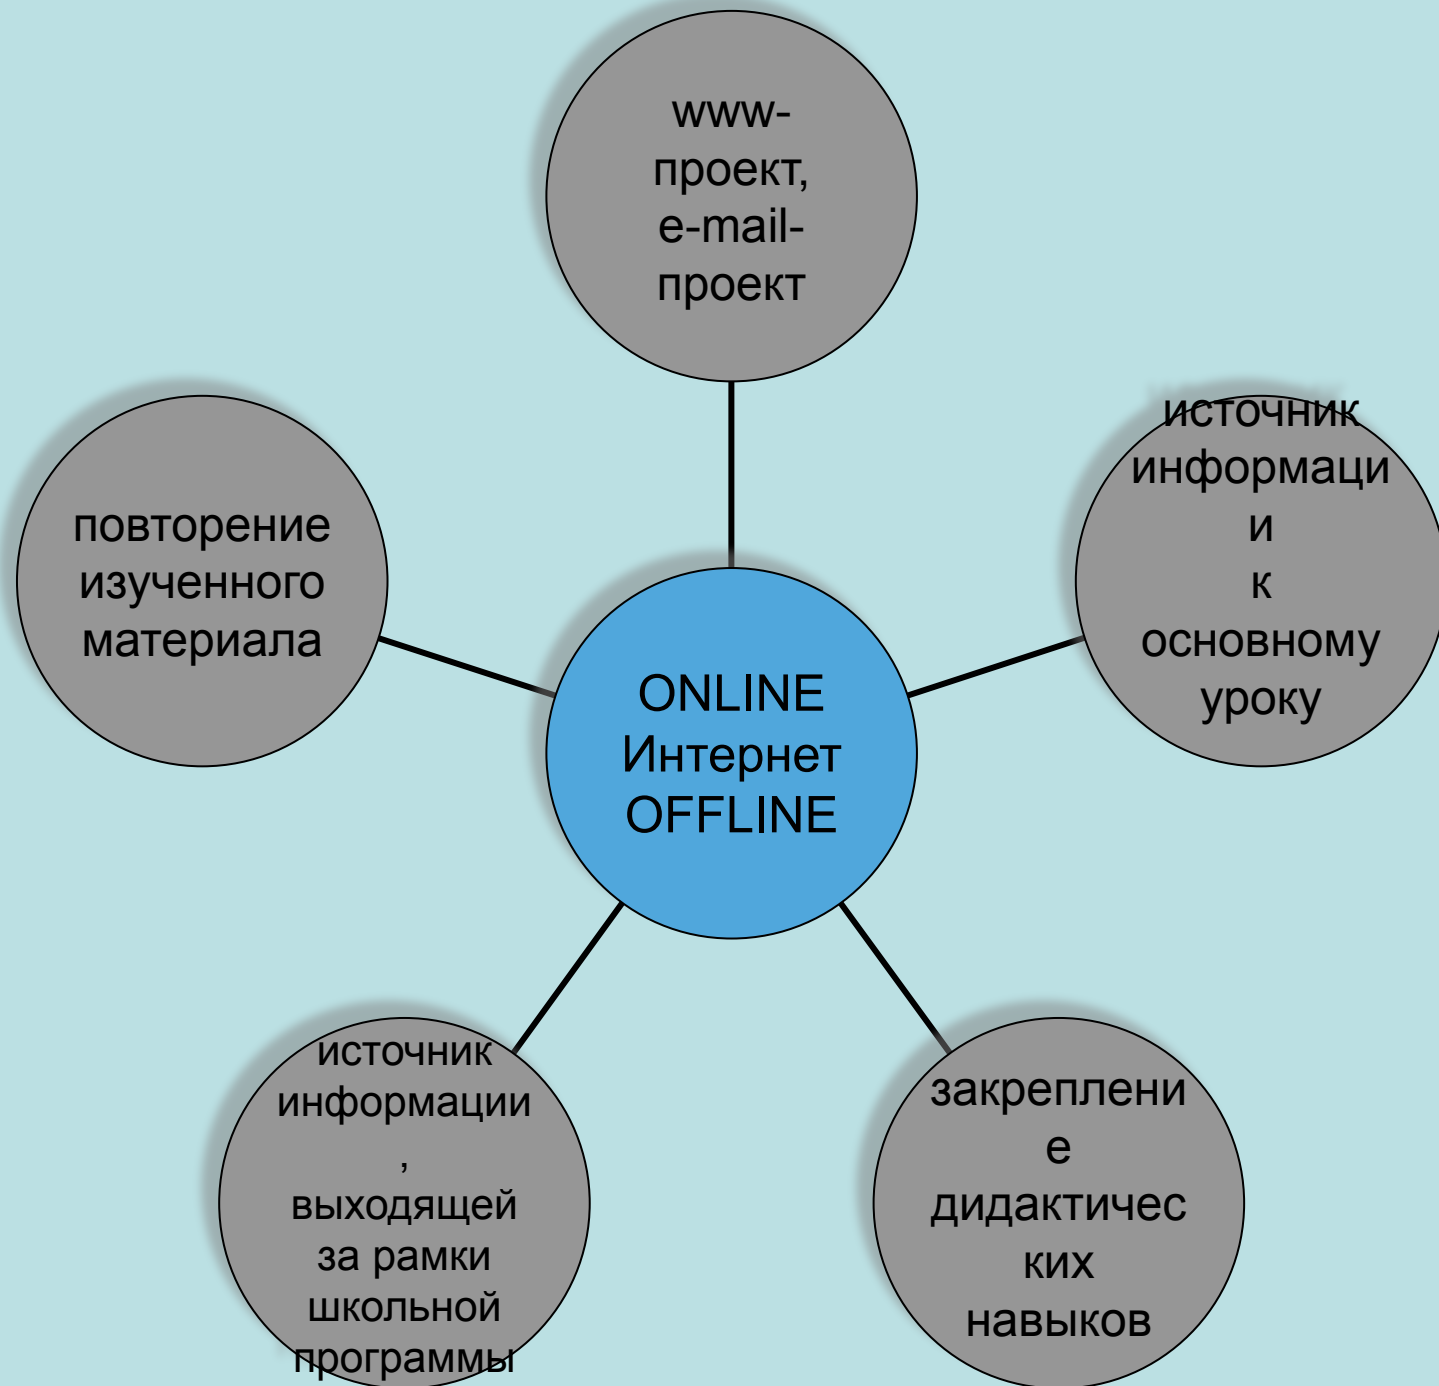 www-
проект,
e-mail-
проект
источник
информаци
и
к
основному
уроку
повторение
изученного
материала
ONLINE
Интернет
OFFLINE
источник
информации
,
выходящей
за рамки
школьной
программы
закреплени
е
дидактичес
ких
навыков